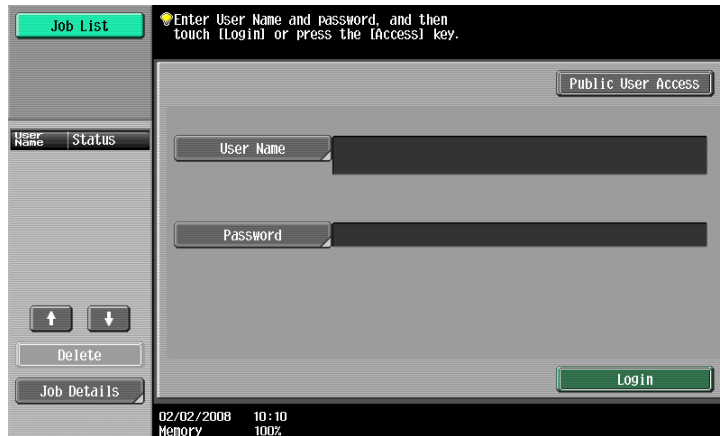 Job List
Enter User Name and password, and then
touch [Login] or press the [Access] key.
Public User Access
User Name
Status
User Name
Password
Delete
Job Details
Login
02/02/2008 10:10
Memory 100%